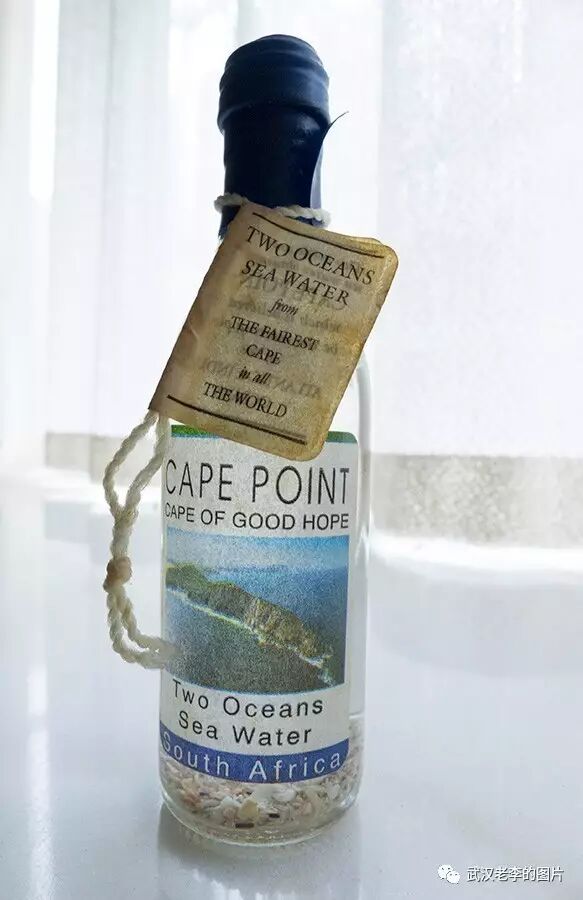 TWO OCEANS
SEA WATER
from
THE FAIREST
CAPE
in all
THE WORLD
CAPE POINT
CAPE OF GOOD HOPE
Two Oceans
Sea Water
South Africa
武汉老李的图片